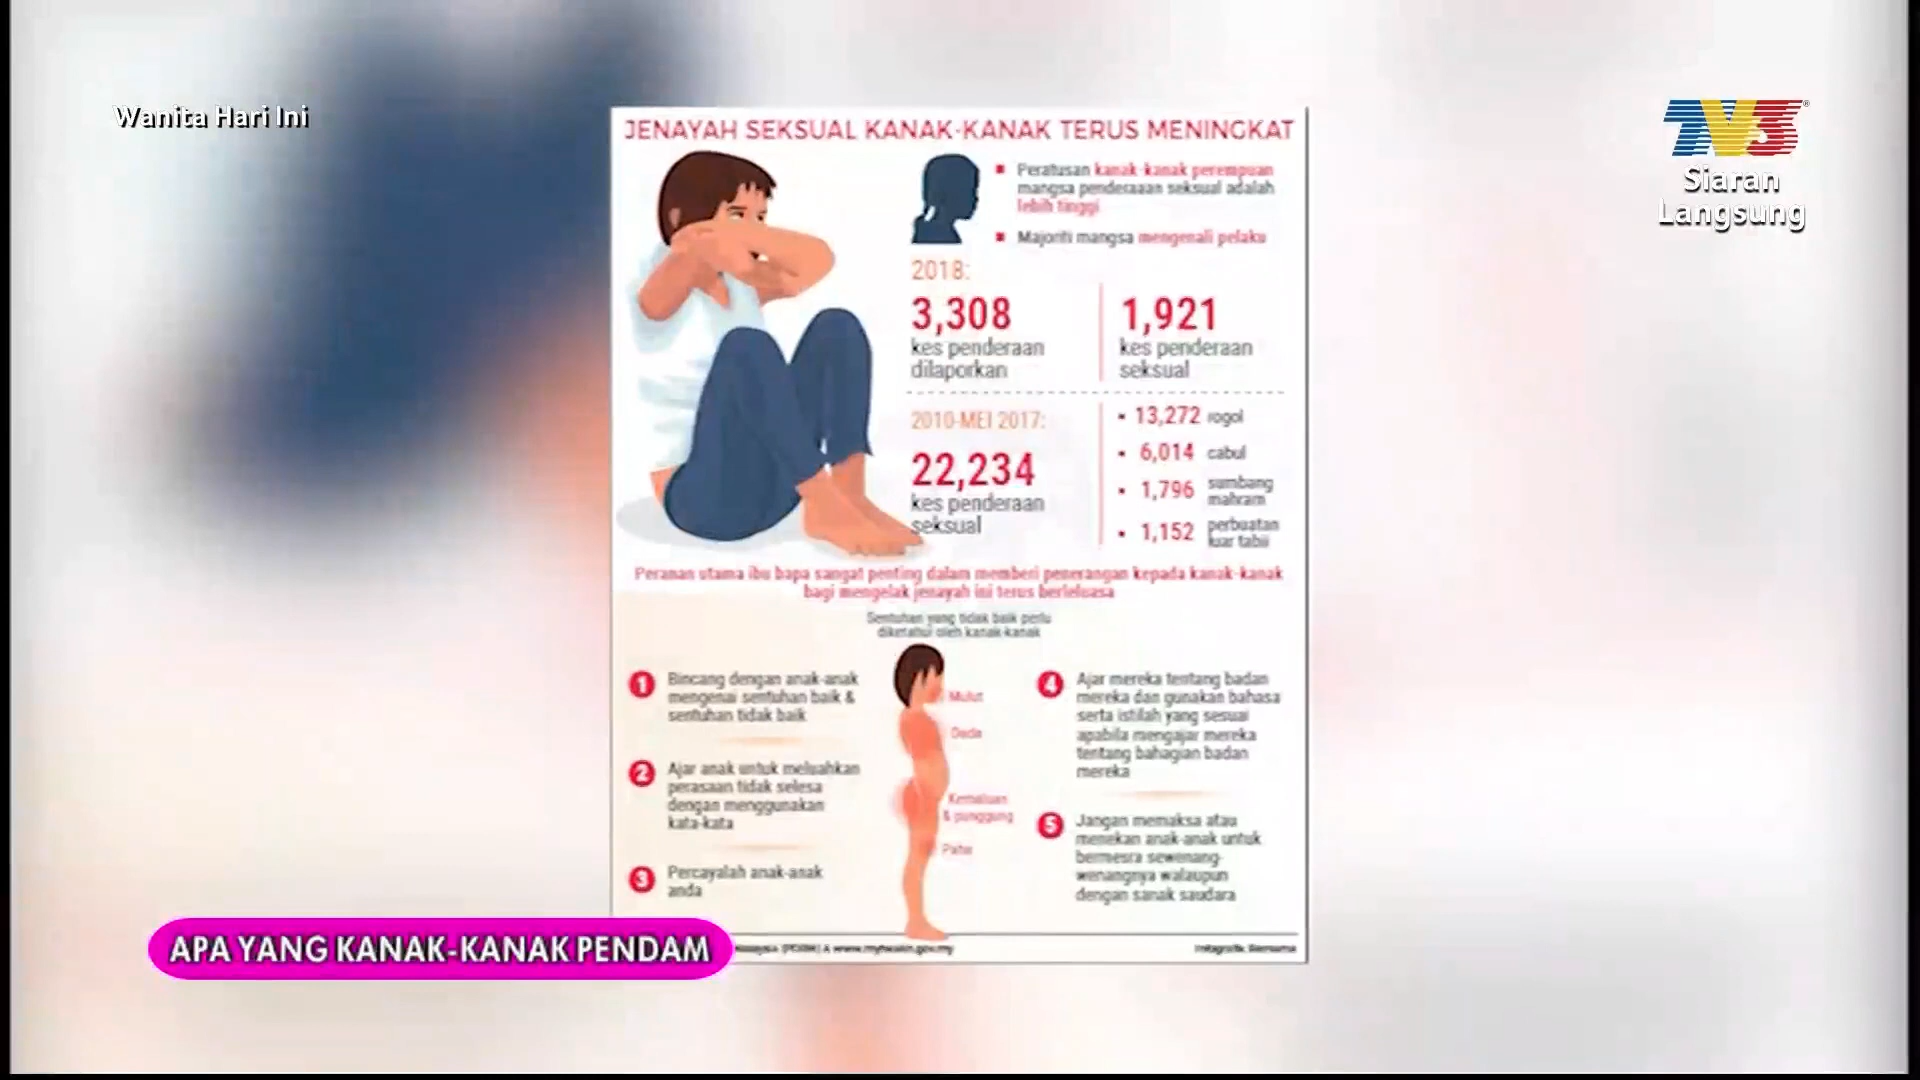 Wanita Hari Ini
TV3
Siaran
Langsung
JENAYAH SEKSUAL KANAK-KANAK TERUS MENINGKAT
Peratusan kanak-kanak perempuan
mangsa penderaaan seksual adalah
lebih tinggi
Majoriti mangsa mengenali pelaku
2018:
3,308
kes penderaan
dilaporkan
1,921
kes penderaan
seksual
2010-MEI 2017:
22,234
kes penderaan
seksual
13,272 rogol
6,014 cabul
1,796 sumbang
mahram
1,152 perbuatan
luar tabii
Peranan utama ibu bapa sangat penting dalam memberi penerangan kepada kanak-kanak
bagi mengelak jenayah ini terus berleluasa
Sentuhan yang tidak baik perlu
diketahui oleh kanak-kanak
1 Bincang dengan anak-anak
mengenai sentuhan baik &
sentuhan tidak baik
2 Ajar anak untuk meluahkan
perasaan tidak selesa
dengan menggunakan
kata-kata
3 Percayalah anak-anak
anda
Mulut
Dada
Kemaluan
& punggung
Paha
4 Ajar mereka tentang badan
mereka dan gunakan bahasa
serta istilah yang sesuai
apabila mengajar mereka
tentang bahagian badan
mereka
5 Jangan memaksa atau
menekan anak-anak untuk
bermesra sewenang-
wenangnya walaupun
dengan sanak saudara
APA YANG KANAK-KANAK PENDAM
& www.myhealth.gov.my
Infografik Bernama